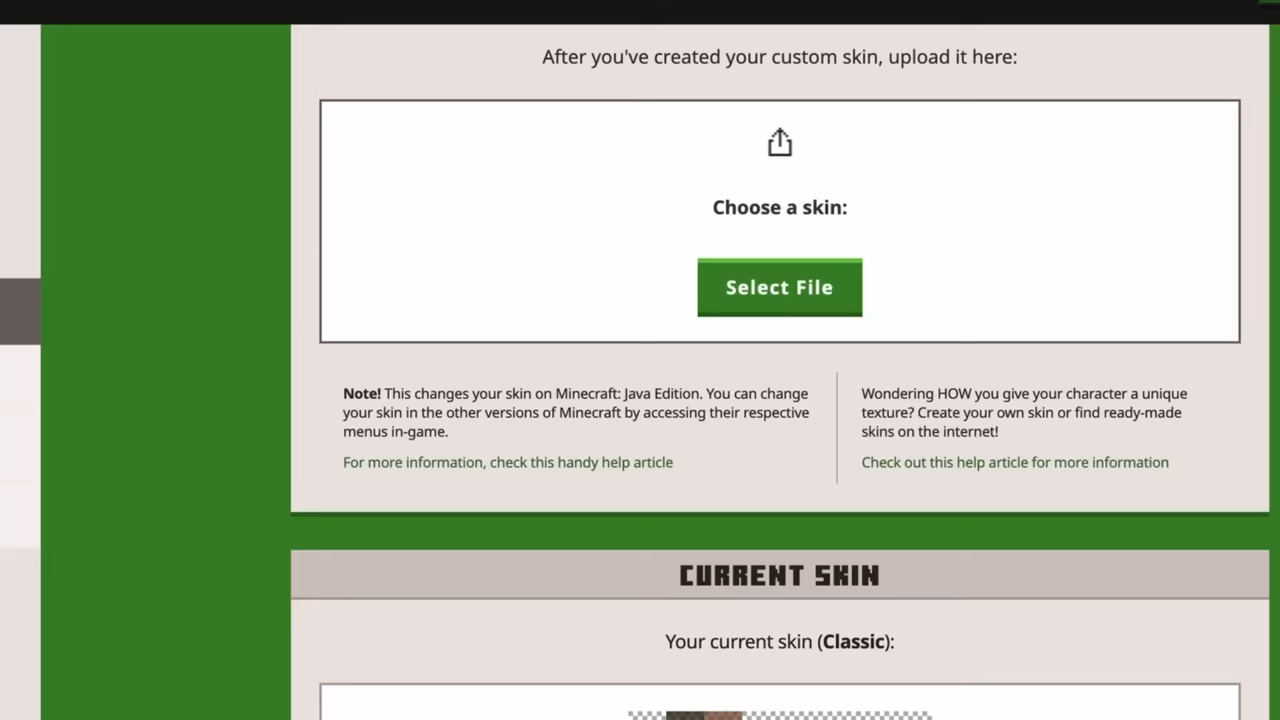 After you've created your custom skin, upload it here:
Choose a skin:
Select File
Note! This changes your skin on Minecraft: Java Edition. You can change
your skin in the other versions of Minecraft by accessing their respective
menus in-game.
For more information, check this handy help article
Wondering HOW you give your character a unique
texture? Create your own skin or find ready-made
skins on the internet!
Check out this help article for more information
CURRENT SKIN
Your current skin (Classic):